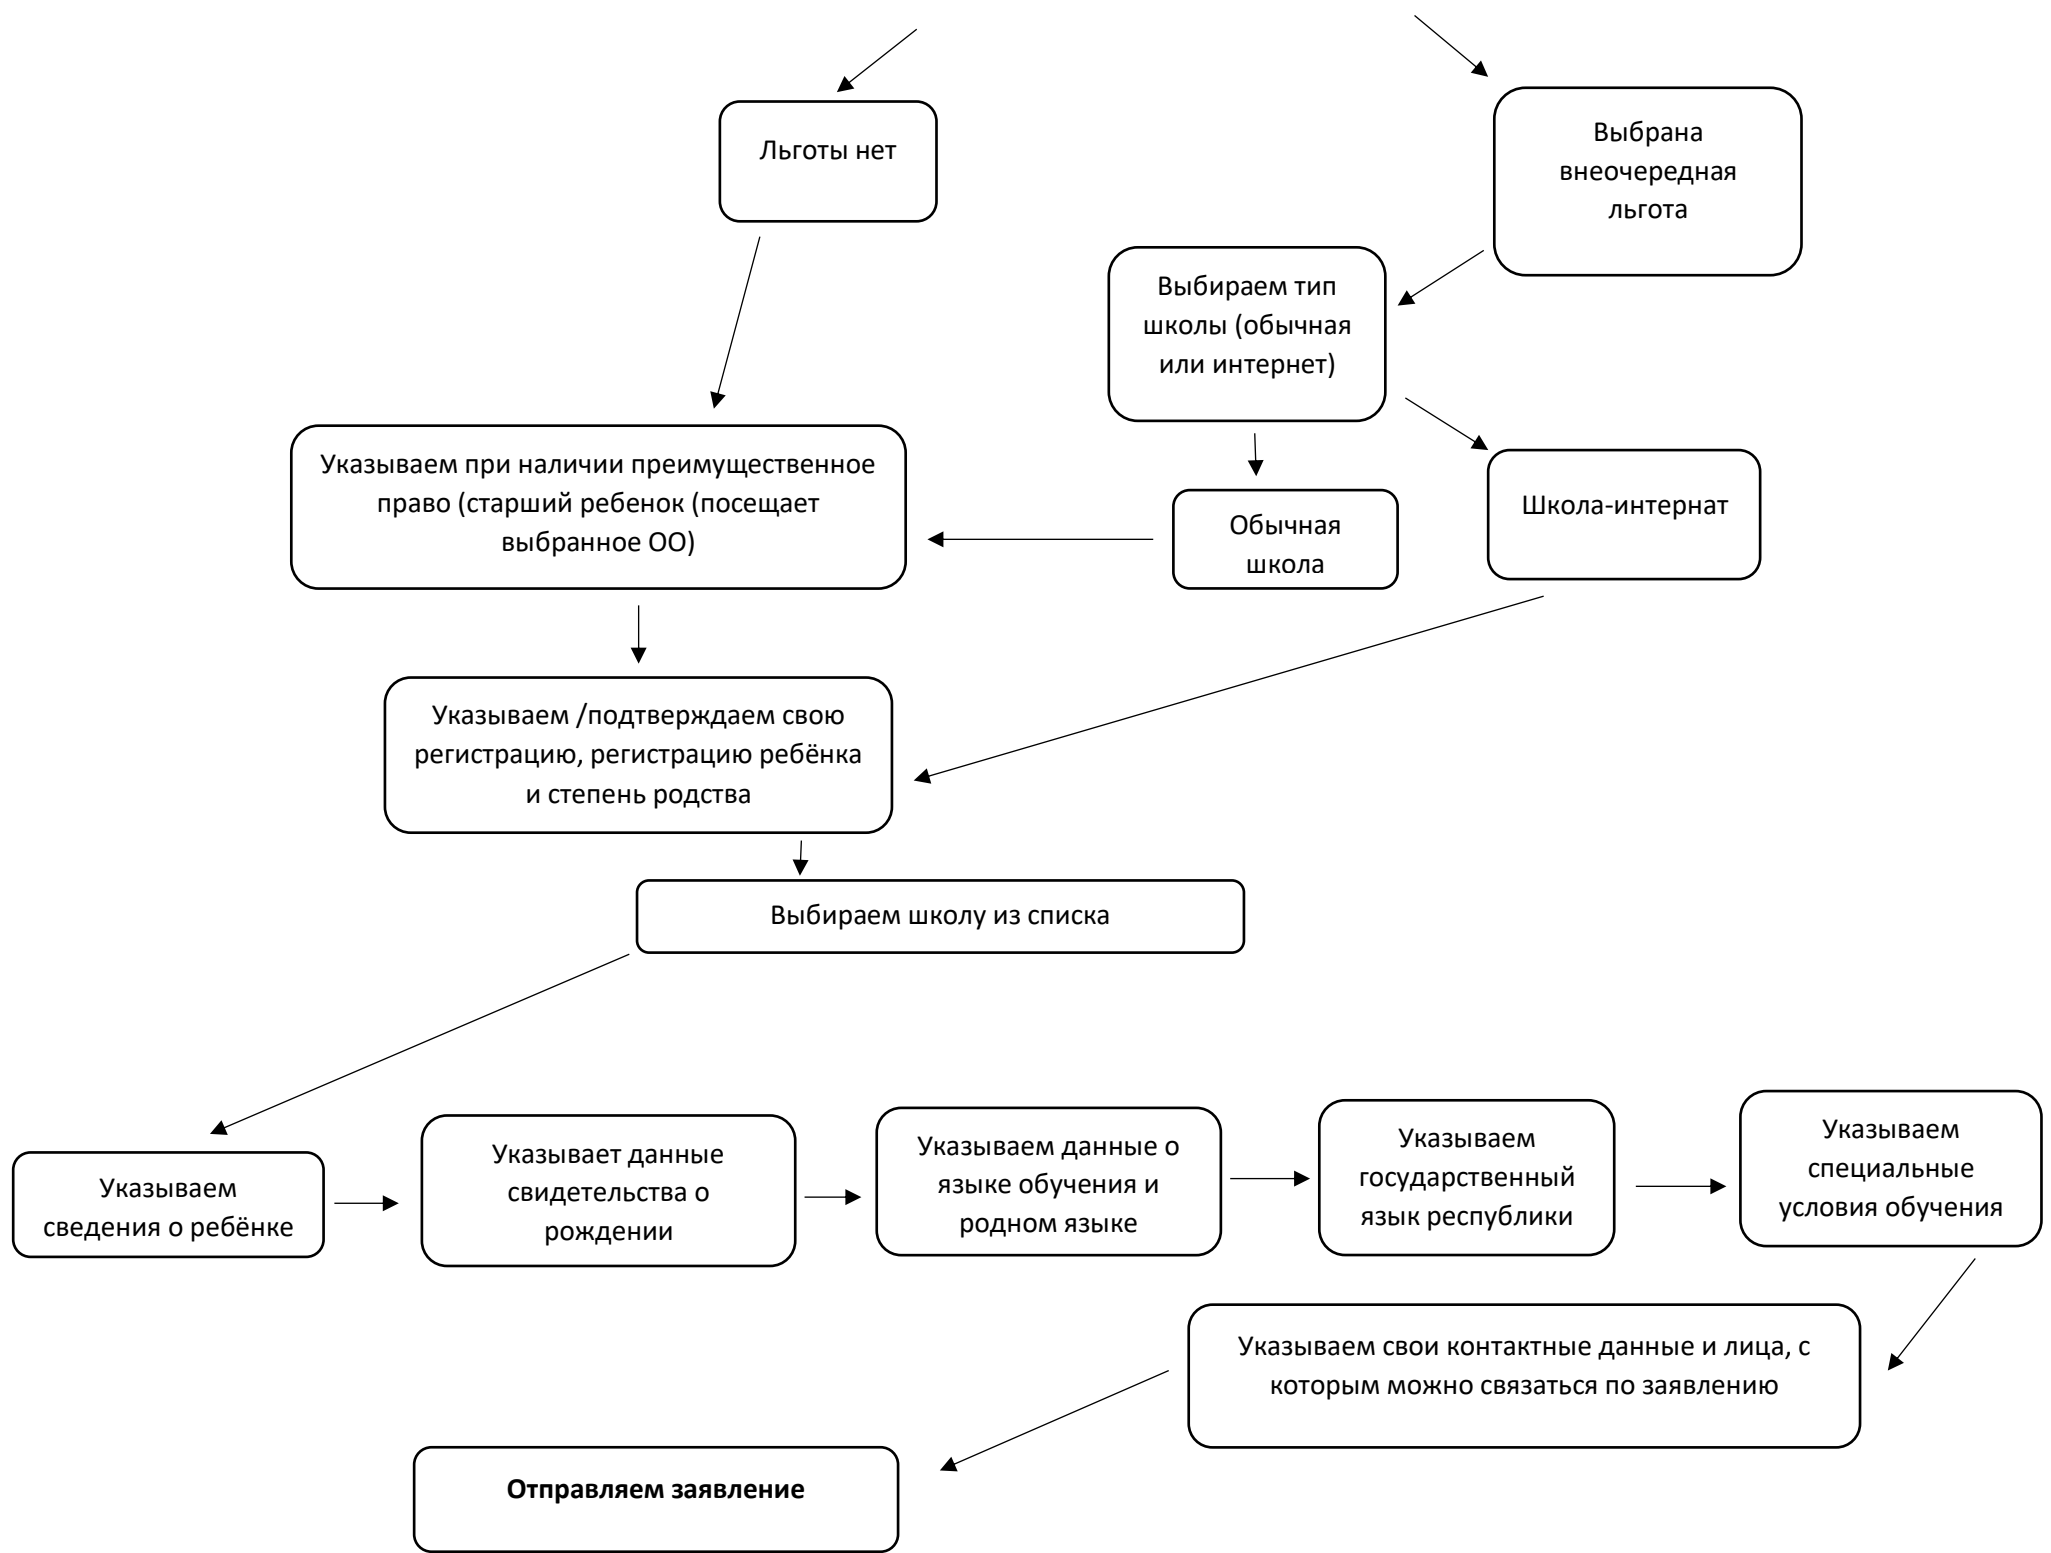 Льготы нет
Выбрана
внеочередная
льгота
Выбираем тип
школы (обычная
или интернет)
Указываем при наличии преимущественное
право (старший ребенок (посещает
выбранное ОО)
Обычная
школа
Школа-интернат
Указываем /подтверждаем свою
регистрацию, регистрацию ребёнка
и степень родства
Выбираем школу из списка
Указываем
сведения о ребёнке
Указывает данные
свидетельства о
рождении
Указываем данные о
языке обучения и
родном языке
Указываем
государственный
язык республики
Указываем
специальные
условия обучения
Указываем свои контактные данные и лица, с
которым можно связаться по заявлению
Отправляем заявление